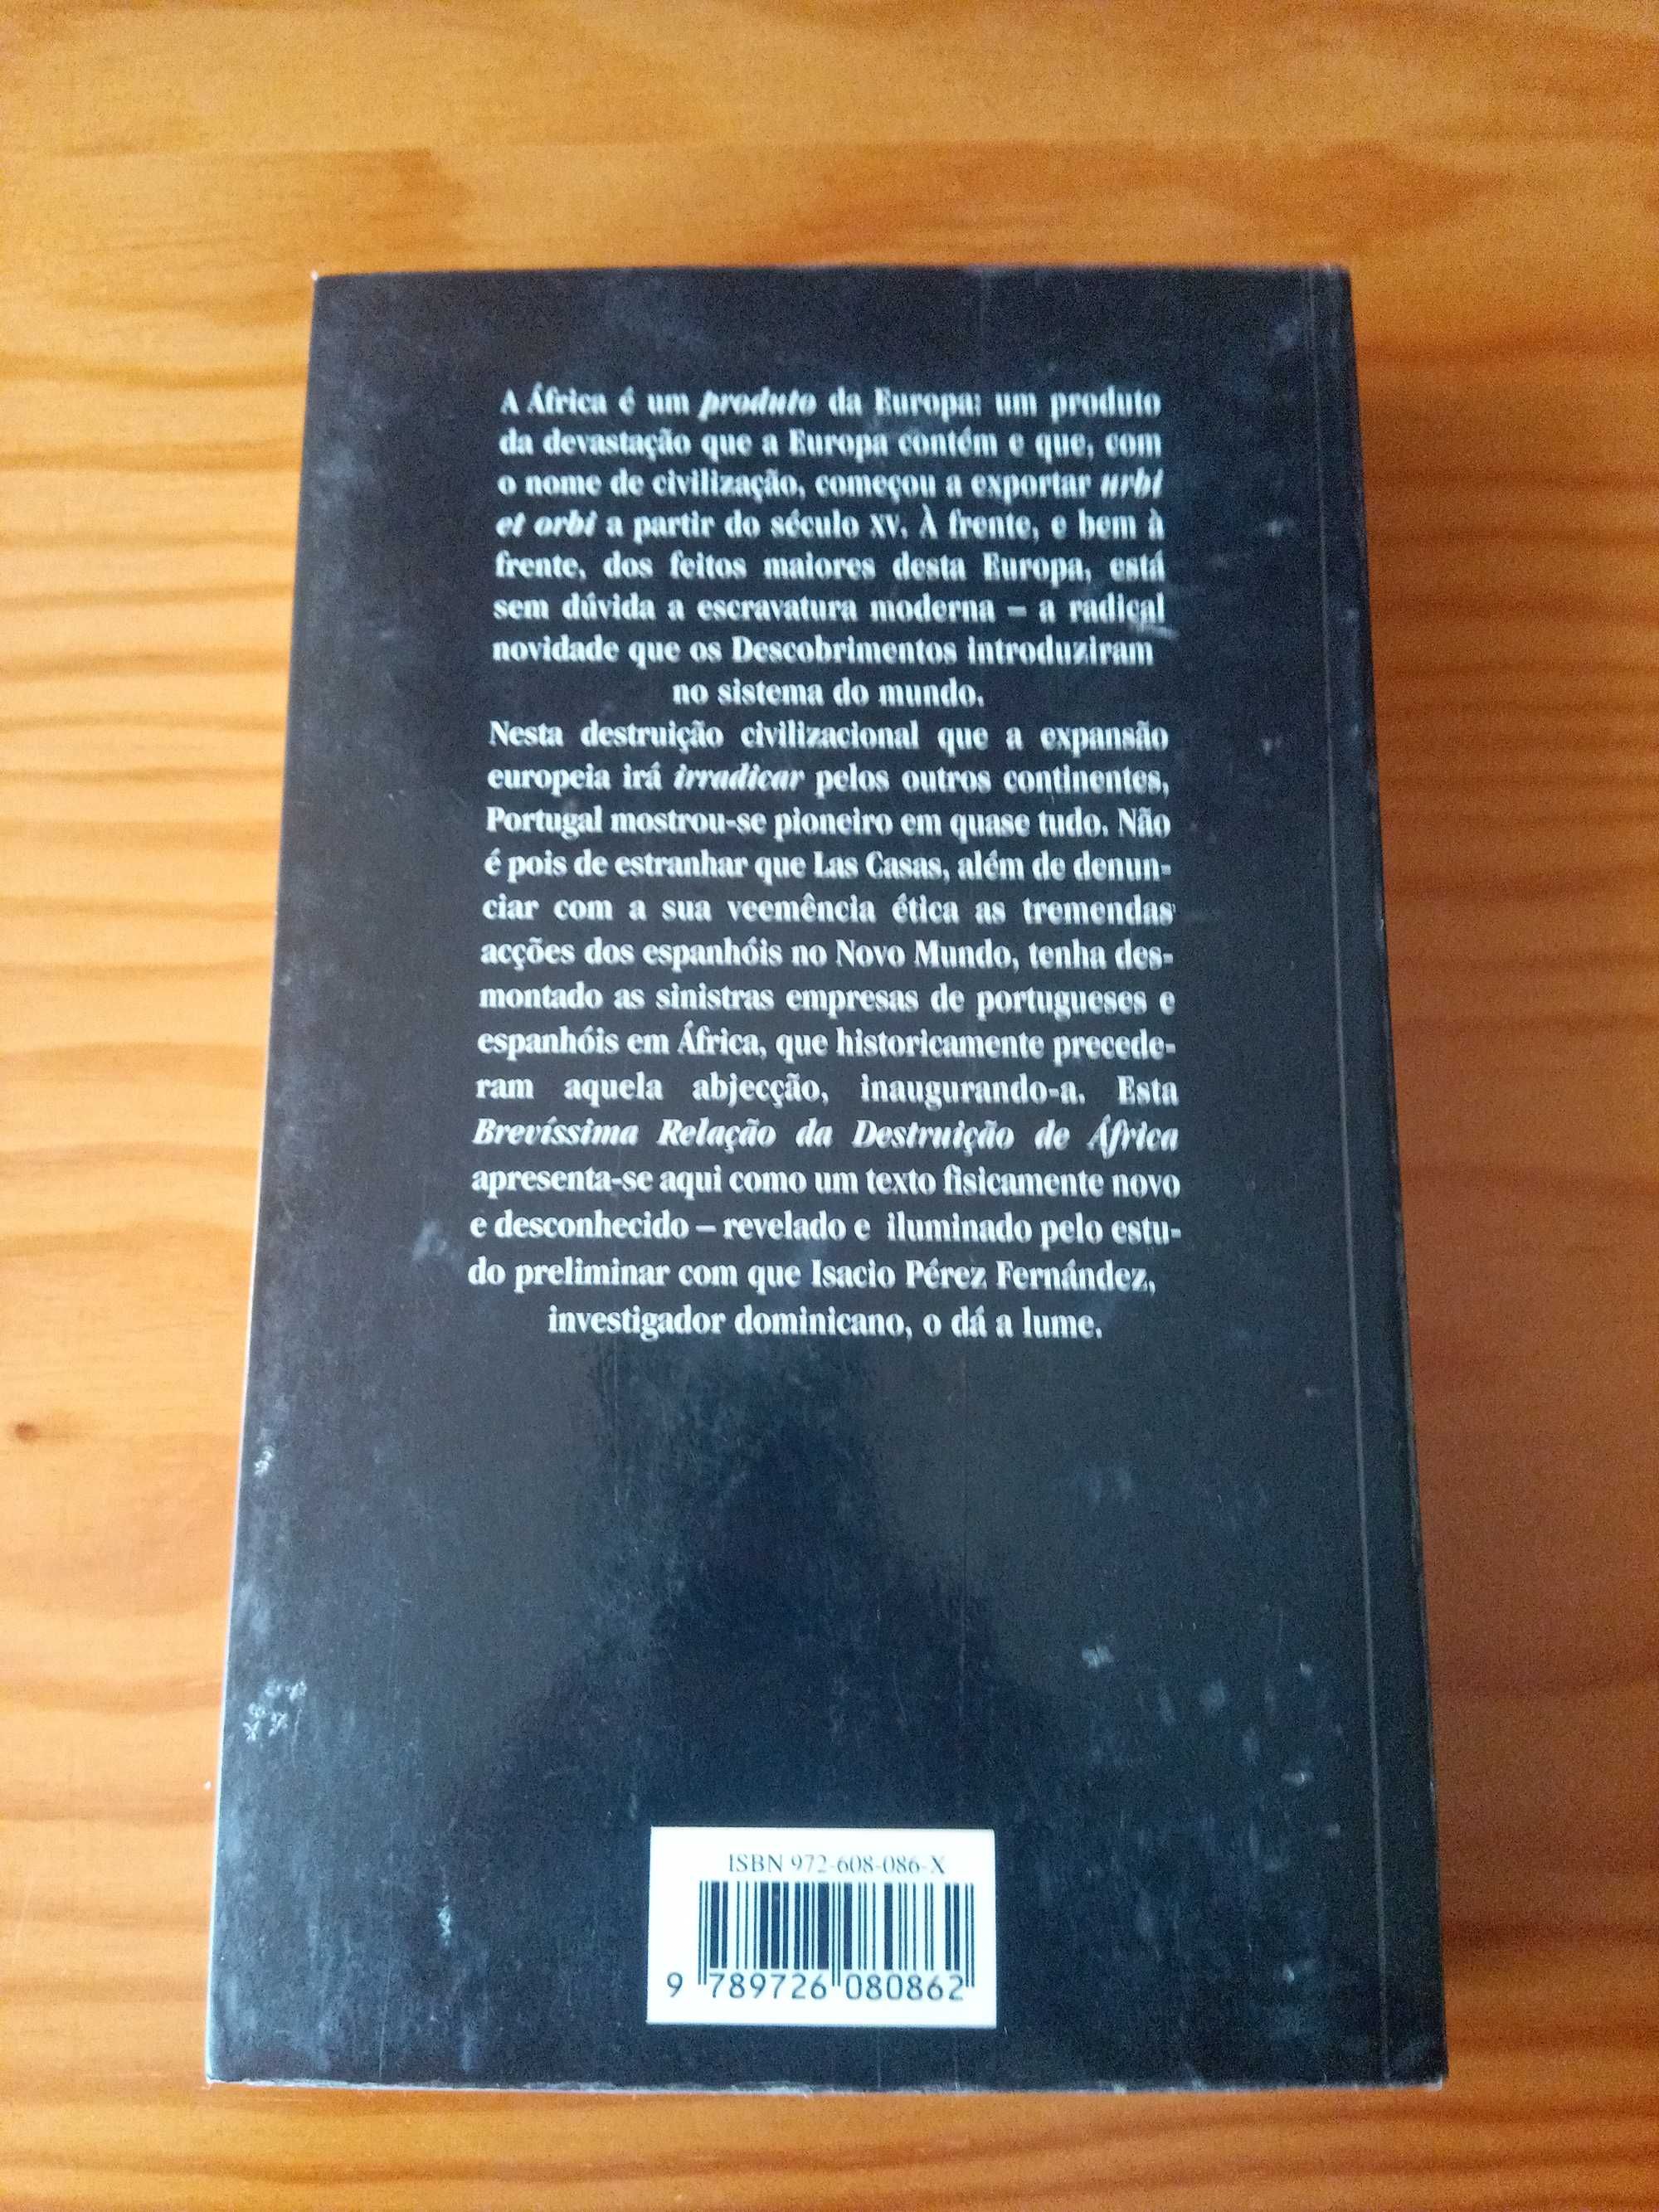 A África é um produto da Europa: um produto
da devastação que a Europa contém e que, com
o nome de civilização, começou a exportar urbi
et orbi a partir do século XV. À frente, e bem à
frente, dos feitos maiores desta Europa, está
sem dúvida a escravatura moderna – a radical
novidade que os Descobrimentos introduziram
no sistema do mundo.
Nesta destruição civilizacional que a expansão
europeia irá irradicar pelos outros continentes,
Portugal mostrou-se pioneiro em quase tudo. Não
é pois de estranhar que Las Casas, além de denun-
ciar com a sua veemência ética as tremendas
acções dos espanhóis no Novo Mundo, tenha des-
montado as sinistras empresas de portugueses e
espanhóis em África, que historicamente precede-
ram aquela abjecção, inaugurando-a. Esta
Brevíssima Relação da Destruição de África
apresenta-se aqui como um texto fisicamente novo
e desconhecido – revelado e iluminado pelo estu-
do preliminar com que Isacio Pérez Fernández,
investigador dominicano, o dá a lume.
ISBN 972-608-086-X
9 789726 080862